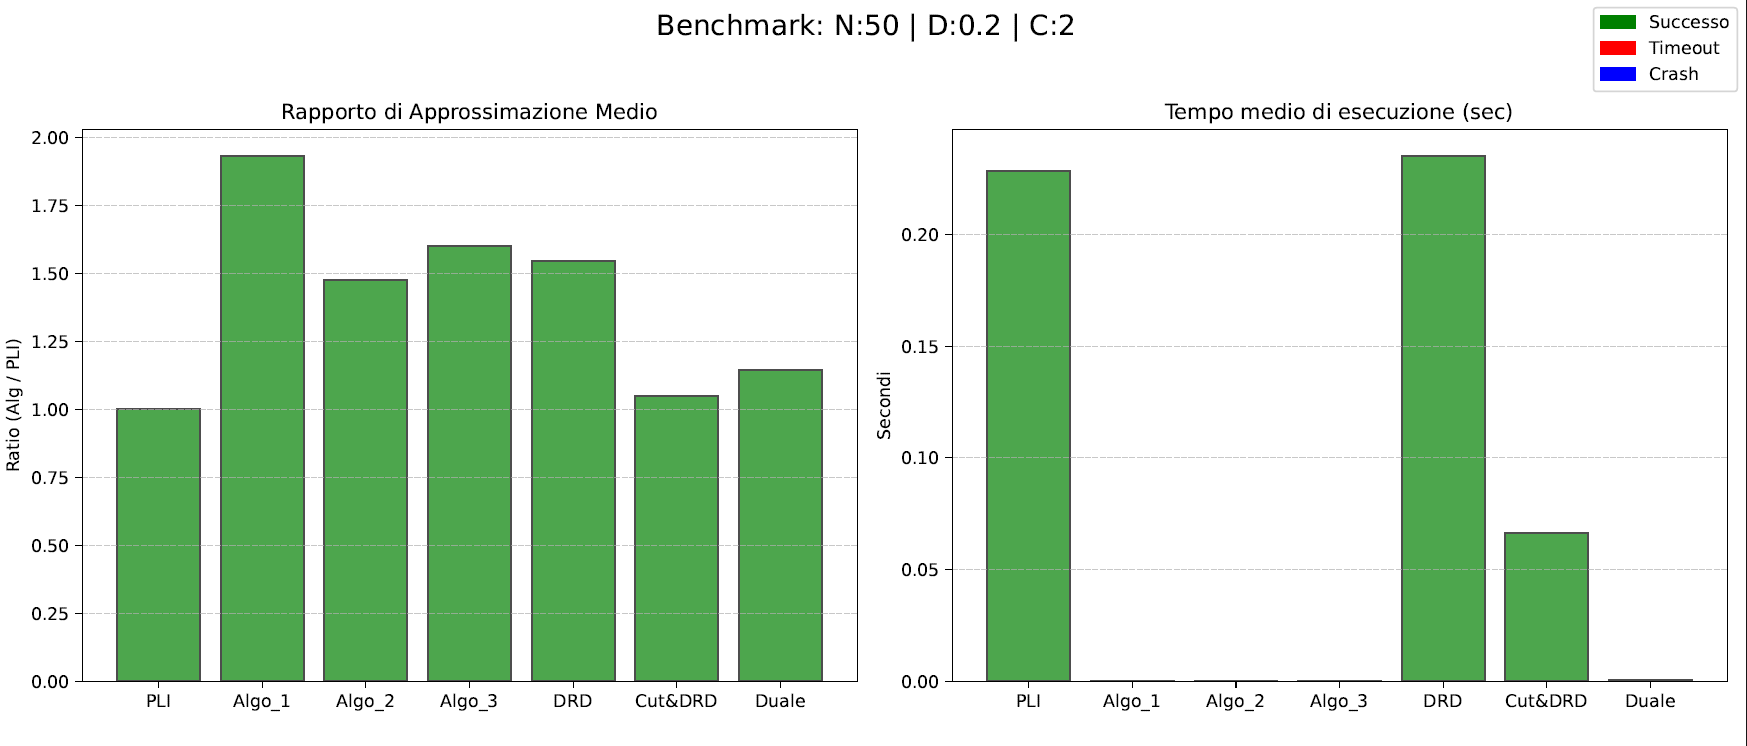 Benchmark: N:50 | D:0.2 | C:2
Successo
Timeout
Crash
Rapporto di Approssimazione Medio
Ratio (Alg / PLI)
2.00
1.75
1.50
1.25
1.00
0.75
0.50
0.25
0.00
PLI
Algo_1
Algo_2
Algo_3
DRD
Cut&DRD
Duale
Tempo medio di esecuzione (sec)
Secondi
0.20
0.15
0.10
0.05
0.00
PLI
Algo_1
Algo_2
Algo_3
DRD
Cut&DRD
Duale